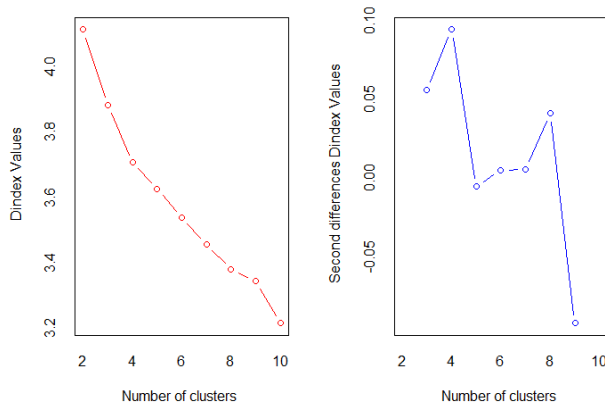 Dindex Values
4.0
3.8
3.6
3.4
3.2
2 4 6 8 10
Number of clusters
Second differences Dindex Values
0.10
0.05
0.00
-0.05
2 4 6 8 10
Number of clusters